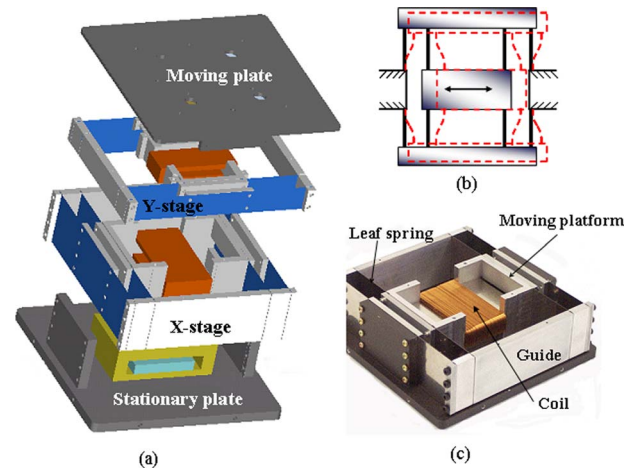 Moving plate
Y-stage
X-stage
Stationary plate
(a)
(b)
Leaf spring
Moving platform
Guide
Coil
(c)